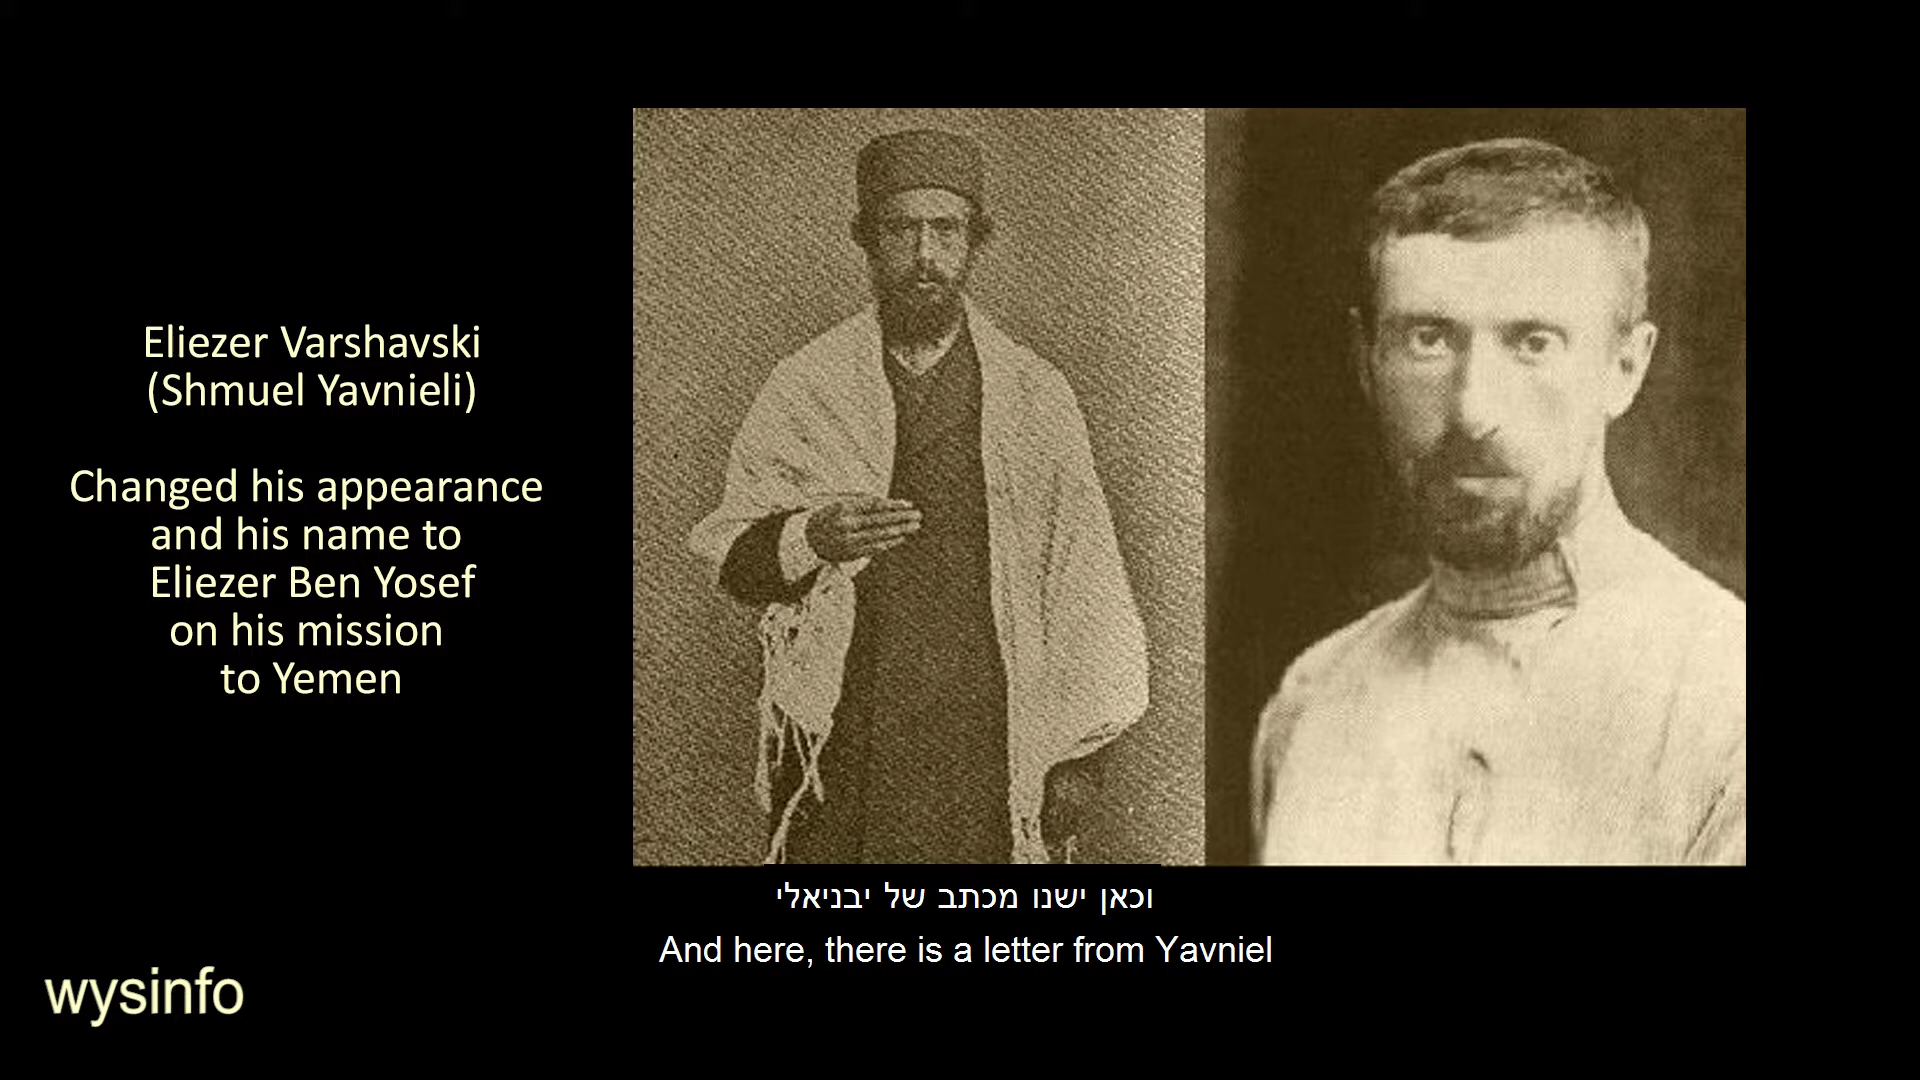 Eliezer Varshavski
(Shmuel Yavnieli)
Changed his appearance
and his name to
Eliezer Ben Yosef
on his mission
to Yemen
וכאן ישנו מכתב של יבניאלי
And here, there is a letter from Yavniel
wysinfo